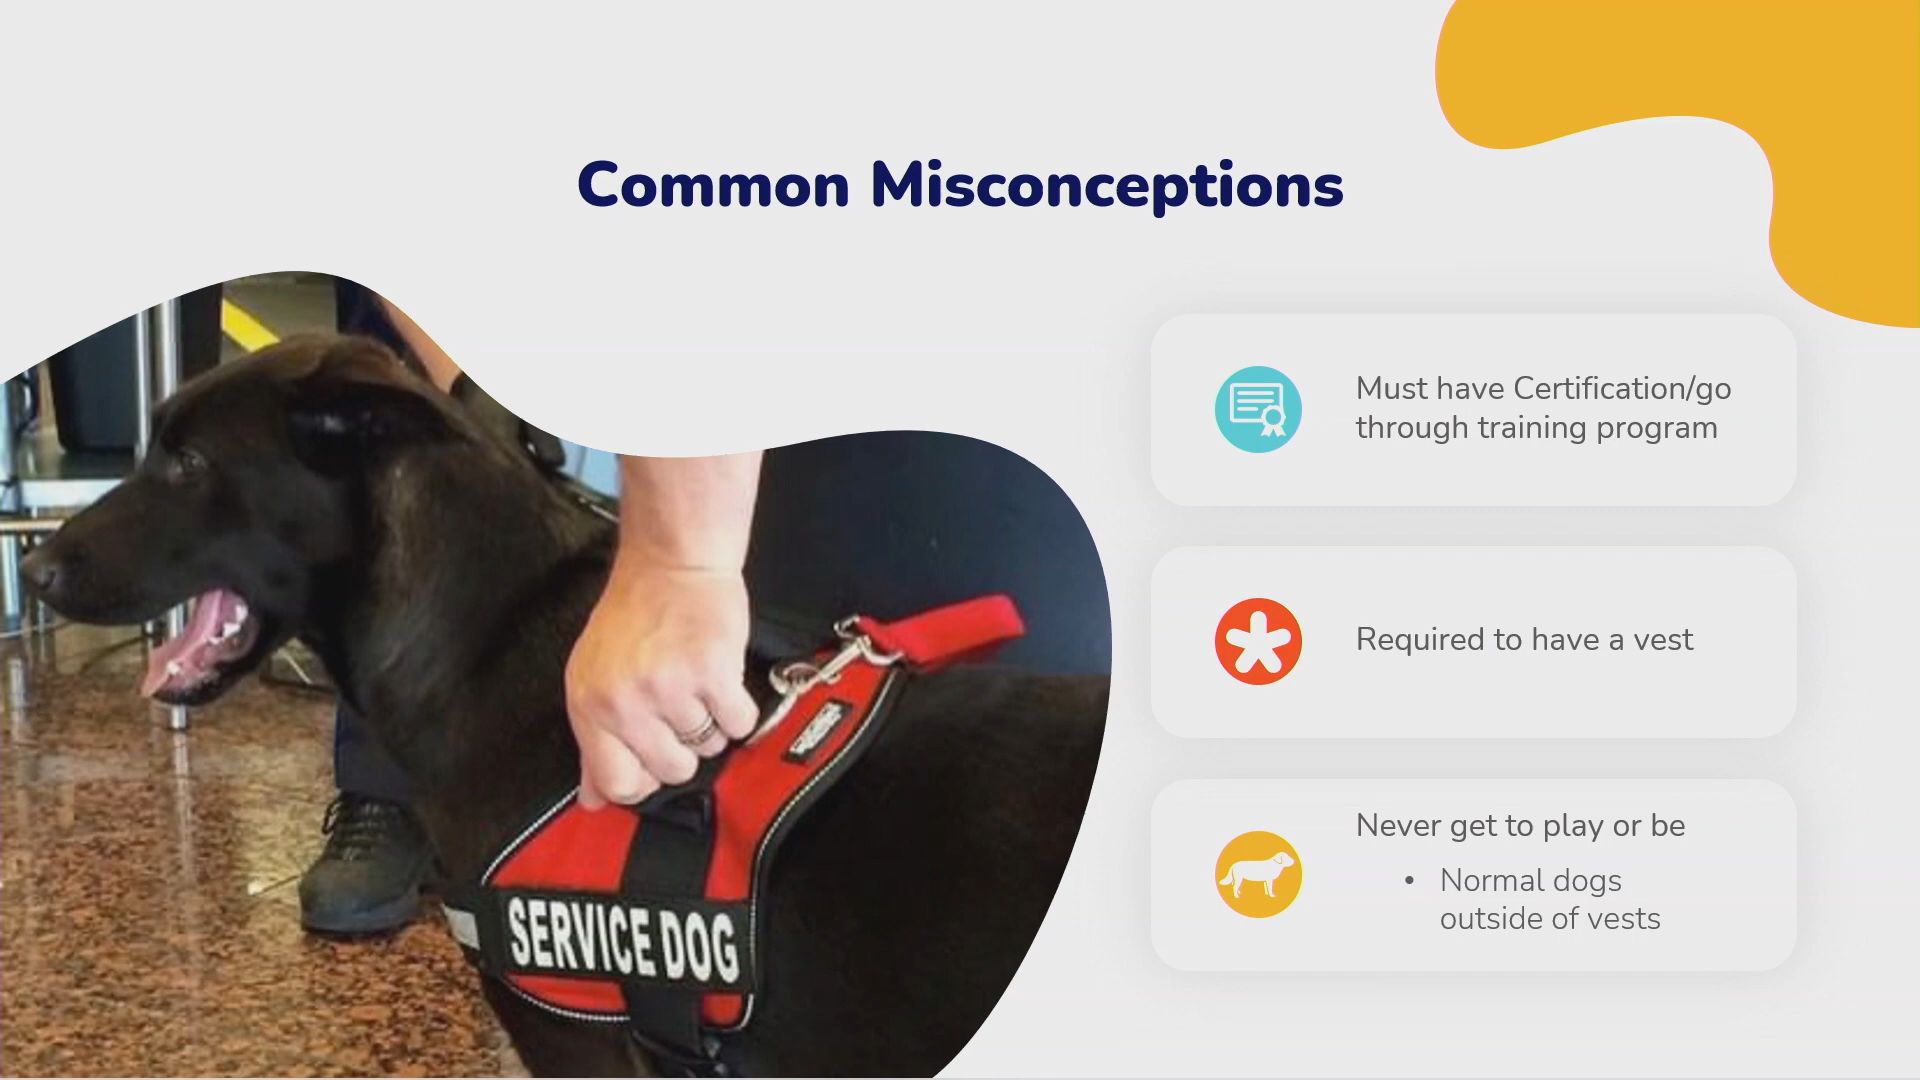 Common Misconceptions
Must have Certification/go
through training program
Required to have a vest
Never get to play or be
• Normal dogs
outside of vests
SERVICE DOG